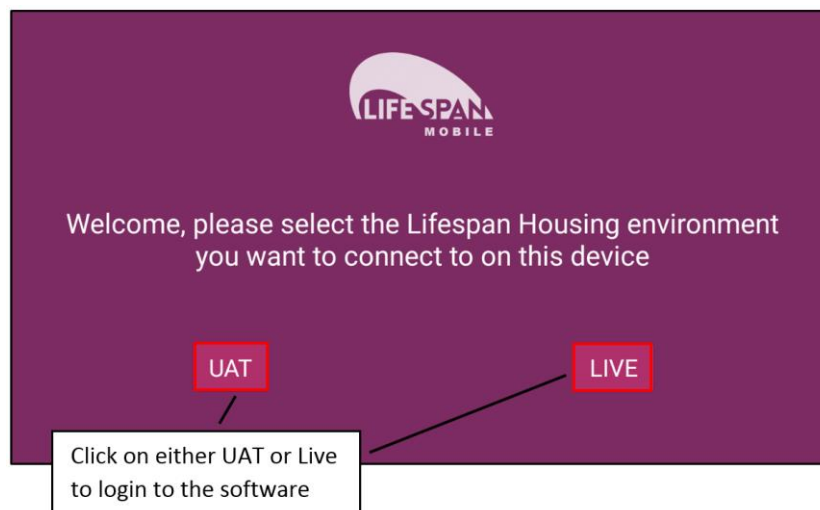 LIFESPAN
MOBILE
Welcome, please select the Lifespan Housing environment
you want to connect to on this device
UAT
LIVE
Click on either UAT or Live
to login to the software